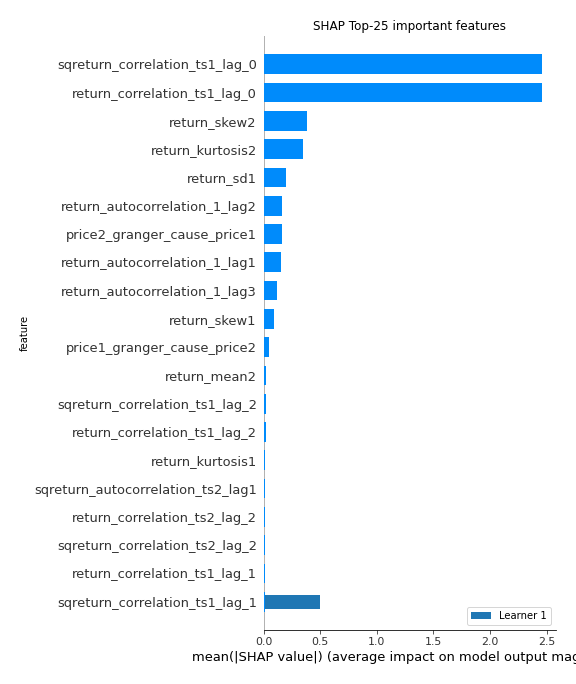 SHAP Top-25 important features
sqreturn_correlation_ts1_lag_0
return_correlation_ts1_lag_0
return_skew2
return_kurtosis2
return_sd1
return_autocorrelation_1_lag2
price2_granger_cause_price1
return_autocorrelation_1_lag1
return_autocorrelation_1_lag3
return_skew1
price1_granger_cause_price2
return_mean2
sqreturn_correlation_ts1_lag_2
return_correlation_ts1_lag_2
return_kurtosis1
sqreturn_autocorrelation_ts2_lag1
return_correlation_ts2_lag_2
sqreturn_correlation_ts2_lag_2
return_correlation_ts1_lag_1
sqreturn_correlation_ts1_lag_1
feature
Learner 1
0.0 0.5 1.0 1.5 2.0 2.5
mean(|SHAP value|) (average impact on model output mag